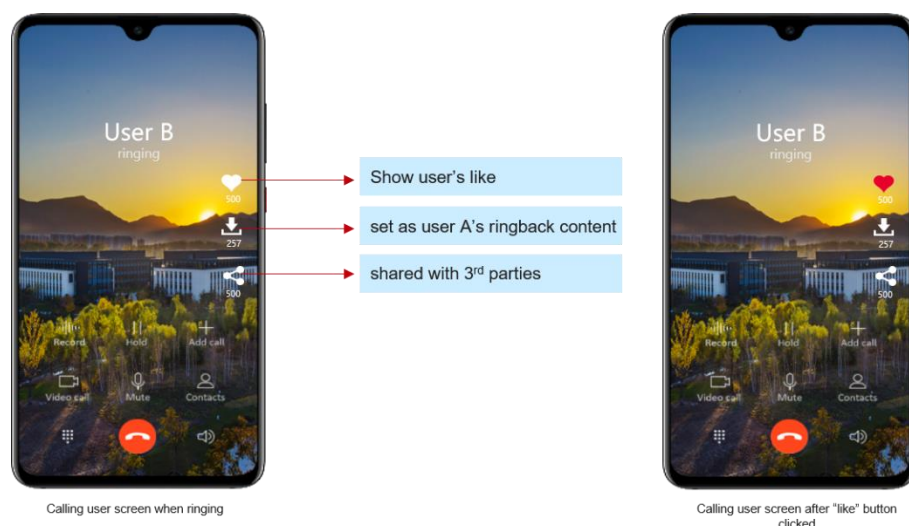 User B
ringing
500
257
500
Record Hold Add call
Video call Mute Contacts
Calling user screen when ringing
Show user's like
set as user A's ringback content
shared with 3rd parties
User B
ringing
500
257
500
Record Hold Add call
Video call Mute Contacts
Calling user screen after “like” button
clicked